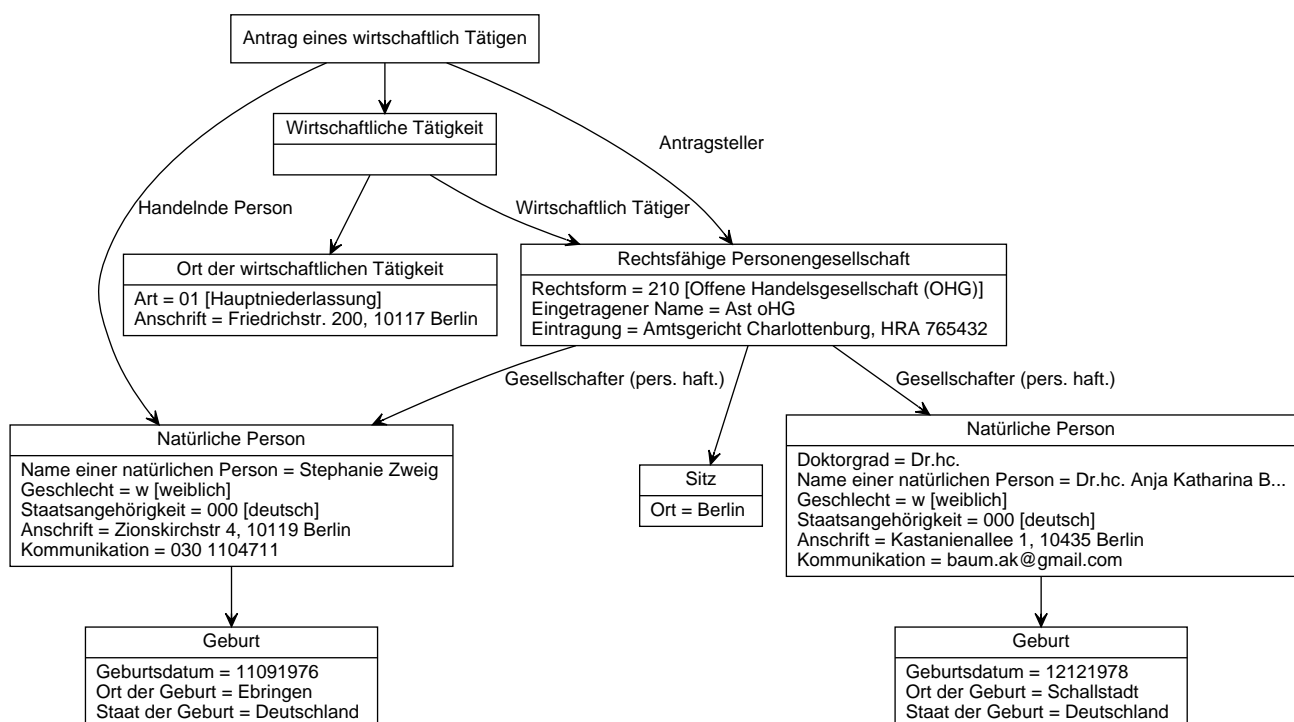 Antrag eines wirtschaftlich Tätigen
Wirtschaftliche Tätigkeit
Antragsteller
Handelnde Person
Wirtschaftlich Tätiger
Ort der wirtschaftlichen Tätigkeit
Art = 01 [Hauptniederlassung]
Anschrift = Friedrichstr. 200, 10117 Berlin
Rechtsfähige Personengesellschaft
Rechtsform = 210 [Offene Handelsgesellschaft (OHG)]
Eingetragener Name = Ast oHG
Eintragung = Amtsgericht Charlottenburg, HRA 765432
Gesellschafter (pers. haft.)
Gesellschafter (pers. haft.)
Natürliche Person
Name einer natürlichen Person = Stephanie Zweig
Geschlecht = w [weiblich]
Staatsangehörigkeit = 000 [deutsch]
Anschrift = Zionskirchstr 4, 10119 Berlin
Kommunikation = 030 1104711
Sitz
Ort = Berlin
Natürliche Person
Doktorgrad = Dr.hc.
Name einer natürlichen Person = Dr.hc. Anja Katharina B...
Geschlecht = w [weiblich]
Staatsangehörigkeit = 000 [deutsch]
Anschrift = Kastanienallee 1, 10435 Berlin
Kommunikation = baum.ak@gmail.com
Geburt
Geburtsdatum = 11091976
Ort der Geburt = Ebringen
Staat der Geburt = Deutschland
Geburt
Geburtsdatum = 12121978
Ort der Geburt = Schallstadt
Staat der Geburt = Deutschland